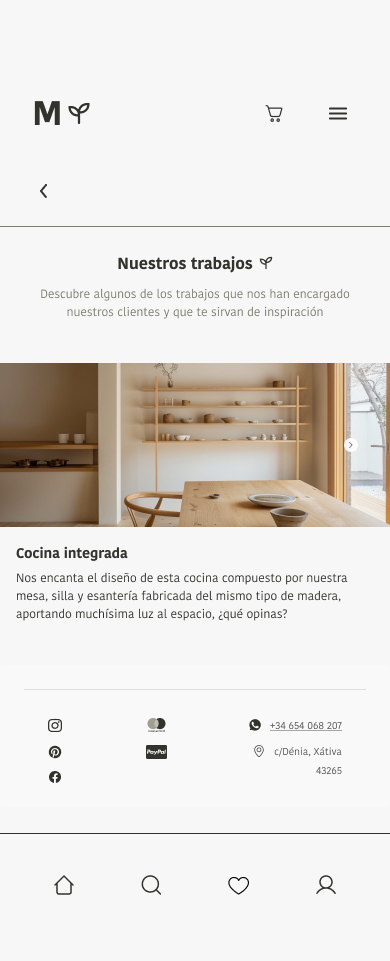 M
Nuestros trabajos
Descubre algunos de los trabajos que nos han encargado
nuestros clientes y que te sirvan de inspiración
Cocina integrada
Nos encanta el diseño de esta cocina compuesto por nuestra
mesa, silla y esantería fabricada del mismo tipo de madera,
aportando muchísima luz al espacio, ¿qué opinas?
+34 654 068 207
PayPal
c/Dénia, Xátiva
43265